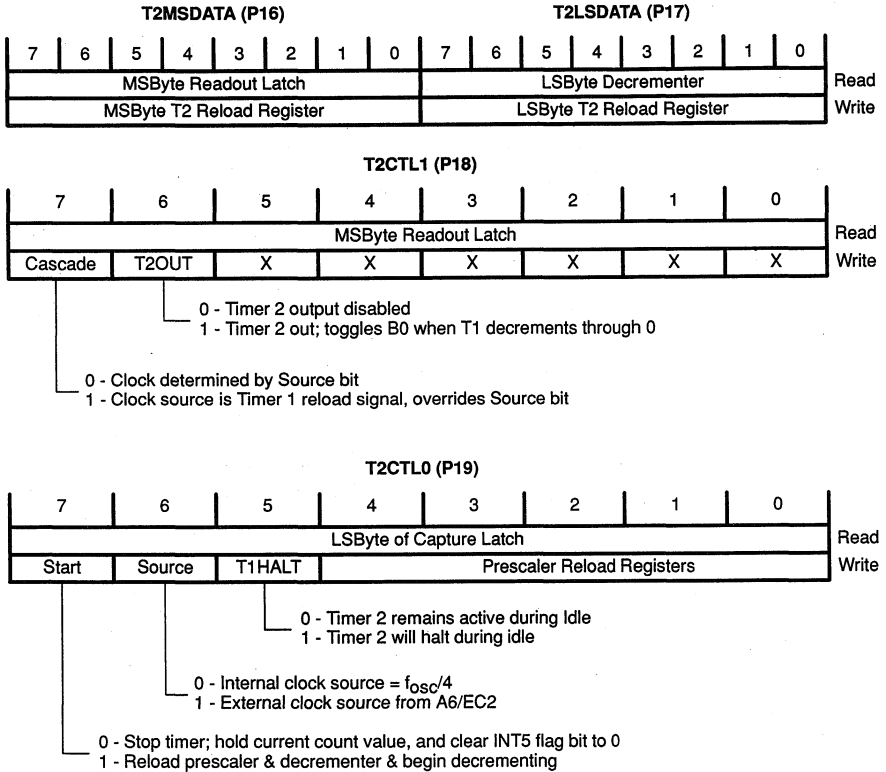 T2MSDATA (P16) T2LSDATA (P17)
7 6 5 4 3 2 1 0 7 6 5 4 3 2 1 0
MSByte Readout Latch LSByte Decrementer Read
MSByte T2 Reload Register LSByte T2 Reload Register Write
T2CTL1 (P18)
7 6 5 4 3 2 1 0
MSByte Readout Latch Read
Cascade T2OUT X X X X X X Write
0 - Timer 2 output disabled
1 - Timer 2 out; toggles B0 when T1 decrements through 0
0 - Clock determined by Source bit
1 - Clock source is Timer 1 reload signal, overrides Source bit
T2CTL0 (P19)
7 6 5 4 3 2 1 0
LSByte of Capture Latch Read
Start Source T1HALT Prescaler Reload Registers Write
0 - Timer 2 remains active during Idle
1 - Timer 2 will halt during idle
0 - Internal clock source = fosc/4
1 - External clock source from A6/EC2
0 - Stop timer; hold current count value, and clear INT5 flag bit to 0
1 - Reload prescaler & decrementer & begin decrementing